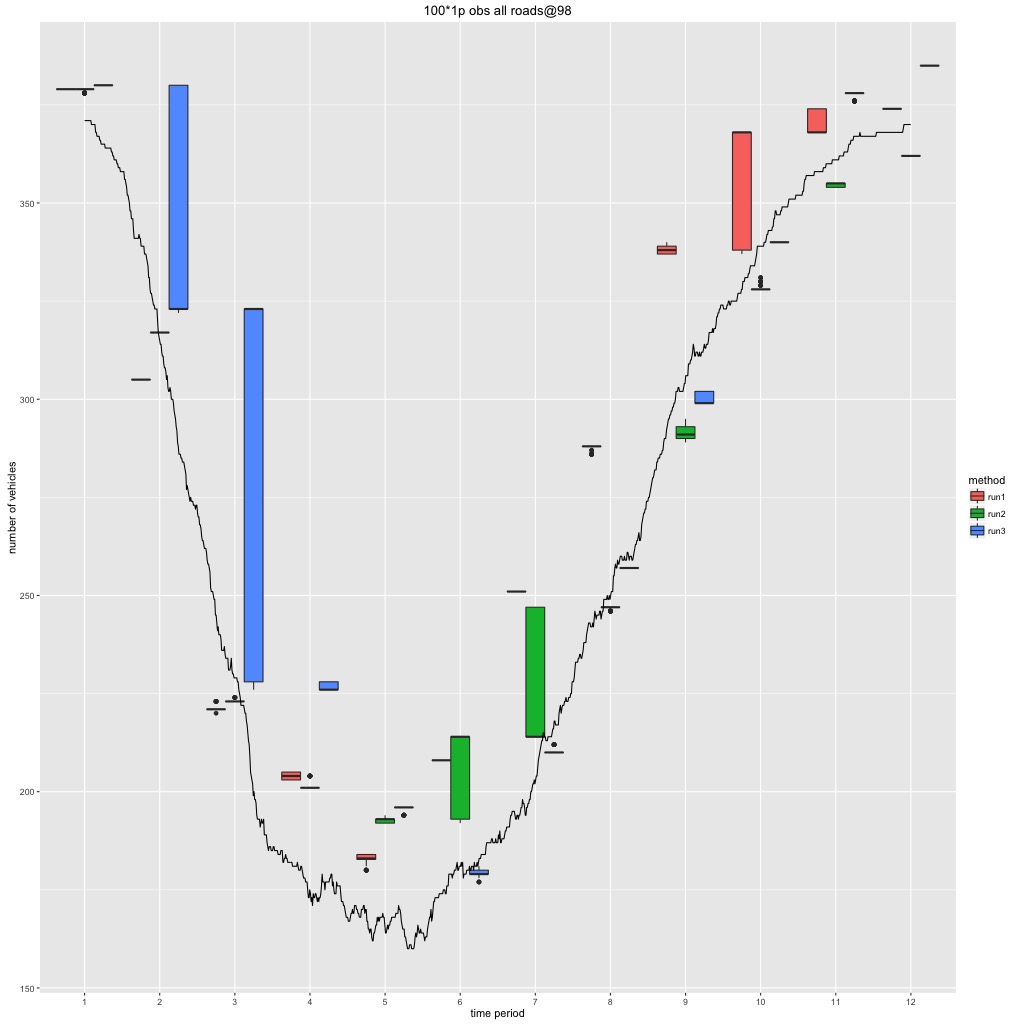 100*1p obs all roads@98
number of vehicles
350
300
250
200
150
1 2 3 4 5 6 7 8 9 10 11 12
time period
method
run1
run2
run3